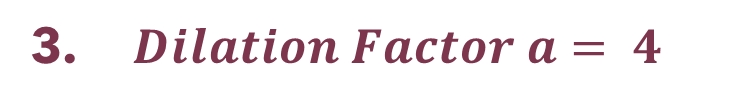 3. Dilation Factor a = 4